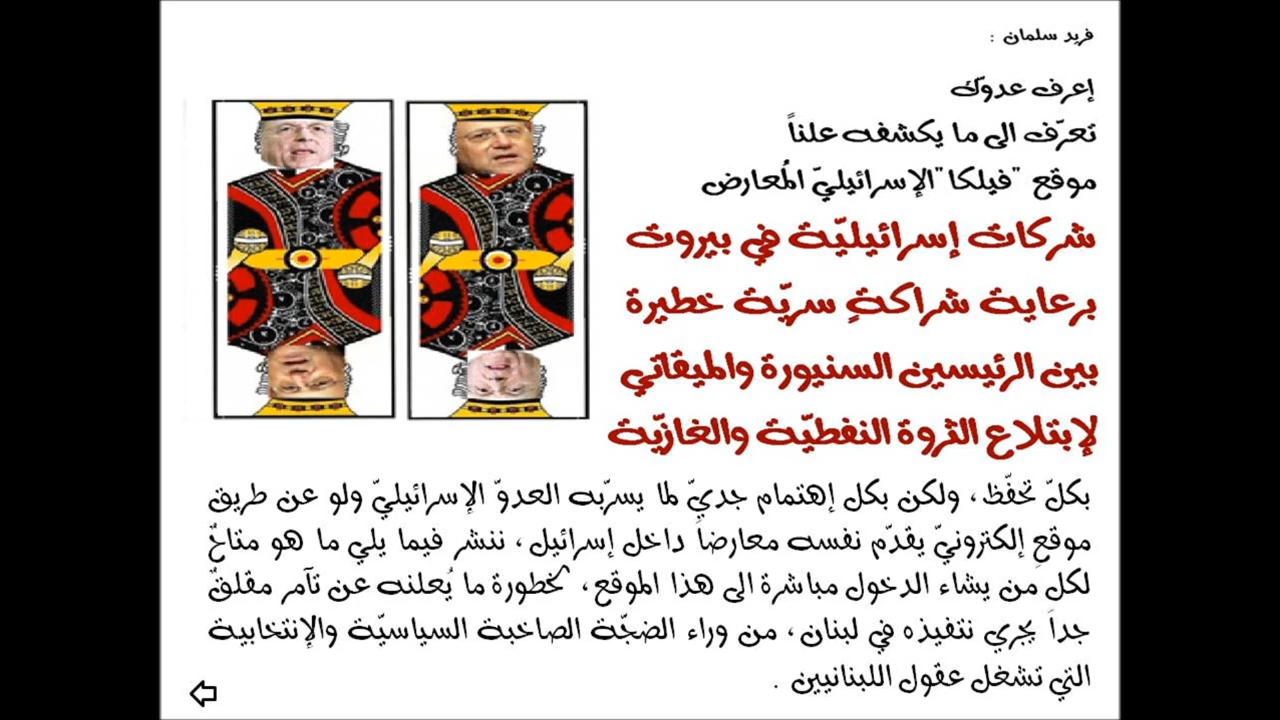 فريد سلمان :
إعرف عدوّك
تعرّف الى ما يكشفه علناً
موقع "فيلكا" الإسرائيليّ المُعارض
شركات إسرائيليّة في بيروت
برعاية شراكةٍ سريّة خطيرة
بين الرئيسين السنيورة والميقاتي
لإبتلاع الثروة النفطيّة والغازيّة
بكلّ تحفّظ، ولكن بكل إهتمام جديّ لما يسرّبه العدوّ الإسرائيليّ ولو عن طريق
موقعٍ إلكترونيّ يقدّم نفسه معارضاً داخل إسرائيل، ننشر فيما يلي ما هو متاحٌ
لكل من يشاء الدخول مباشرة الى هذا الموقع، لخطورة ما يُعلنه عن تآمر مقلقٌ
جداً يجري تنفيذه في لبنان، من وراء الضجّة الصاخبة السياسيّة والإنتخابية
التي تشغل عقول اللبنانيين .